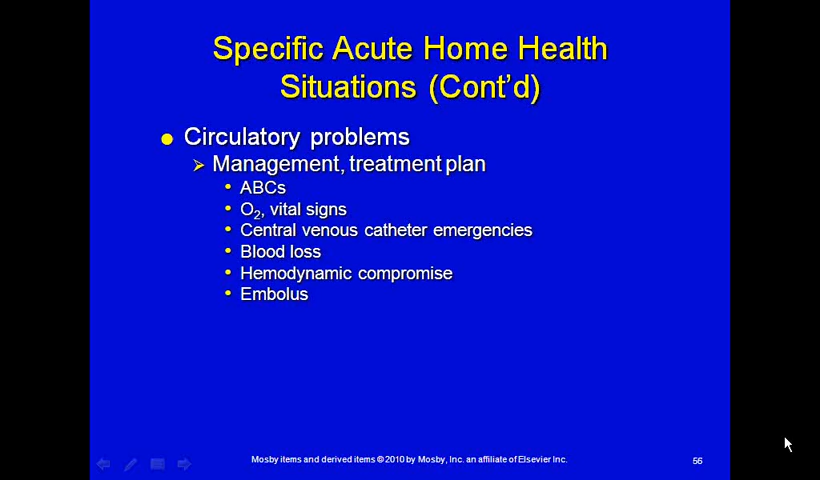 Specific Acute Home Health
Situations (Cont’d)
Circulatory problems
Management, treatment plan
ABCs
O₂, vital signs
Central venous catheter emergencies
Blood loss
Hemodynamic compromise
Embolus
Mosby items and derived items © 2010 by Mosby, Inc. an affiliate of Elsevier Inc.
56